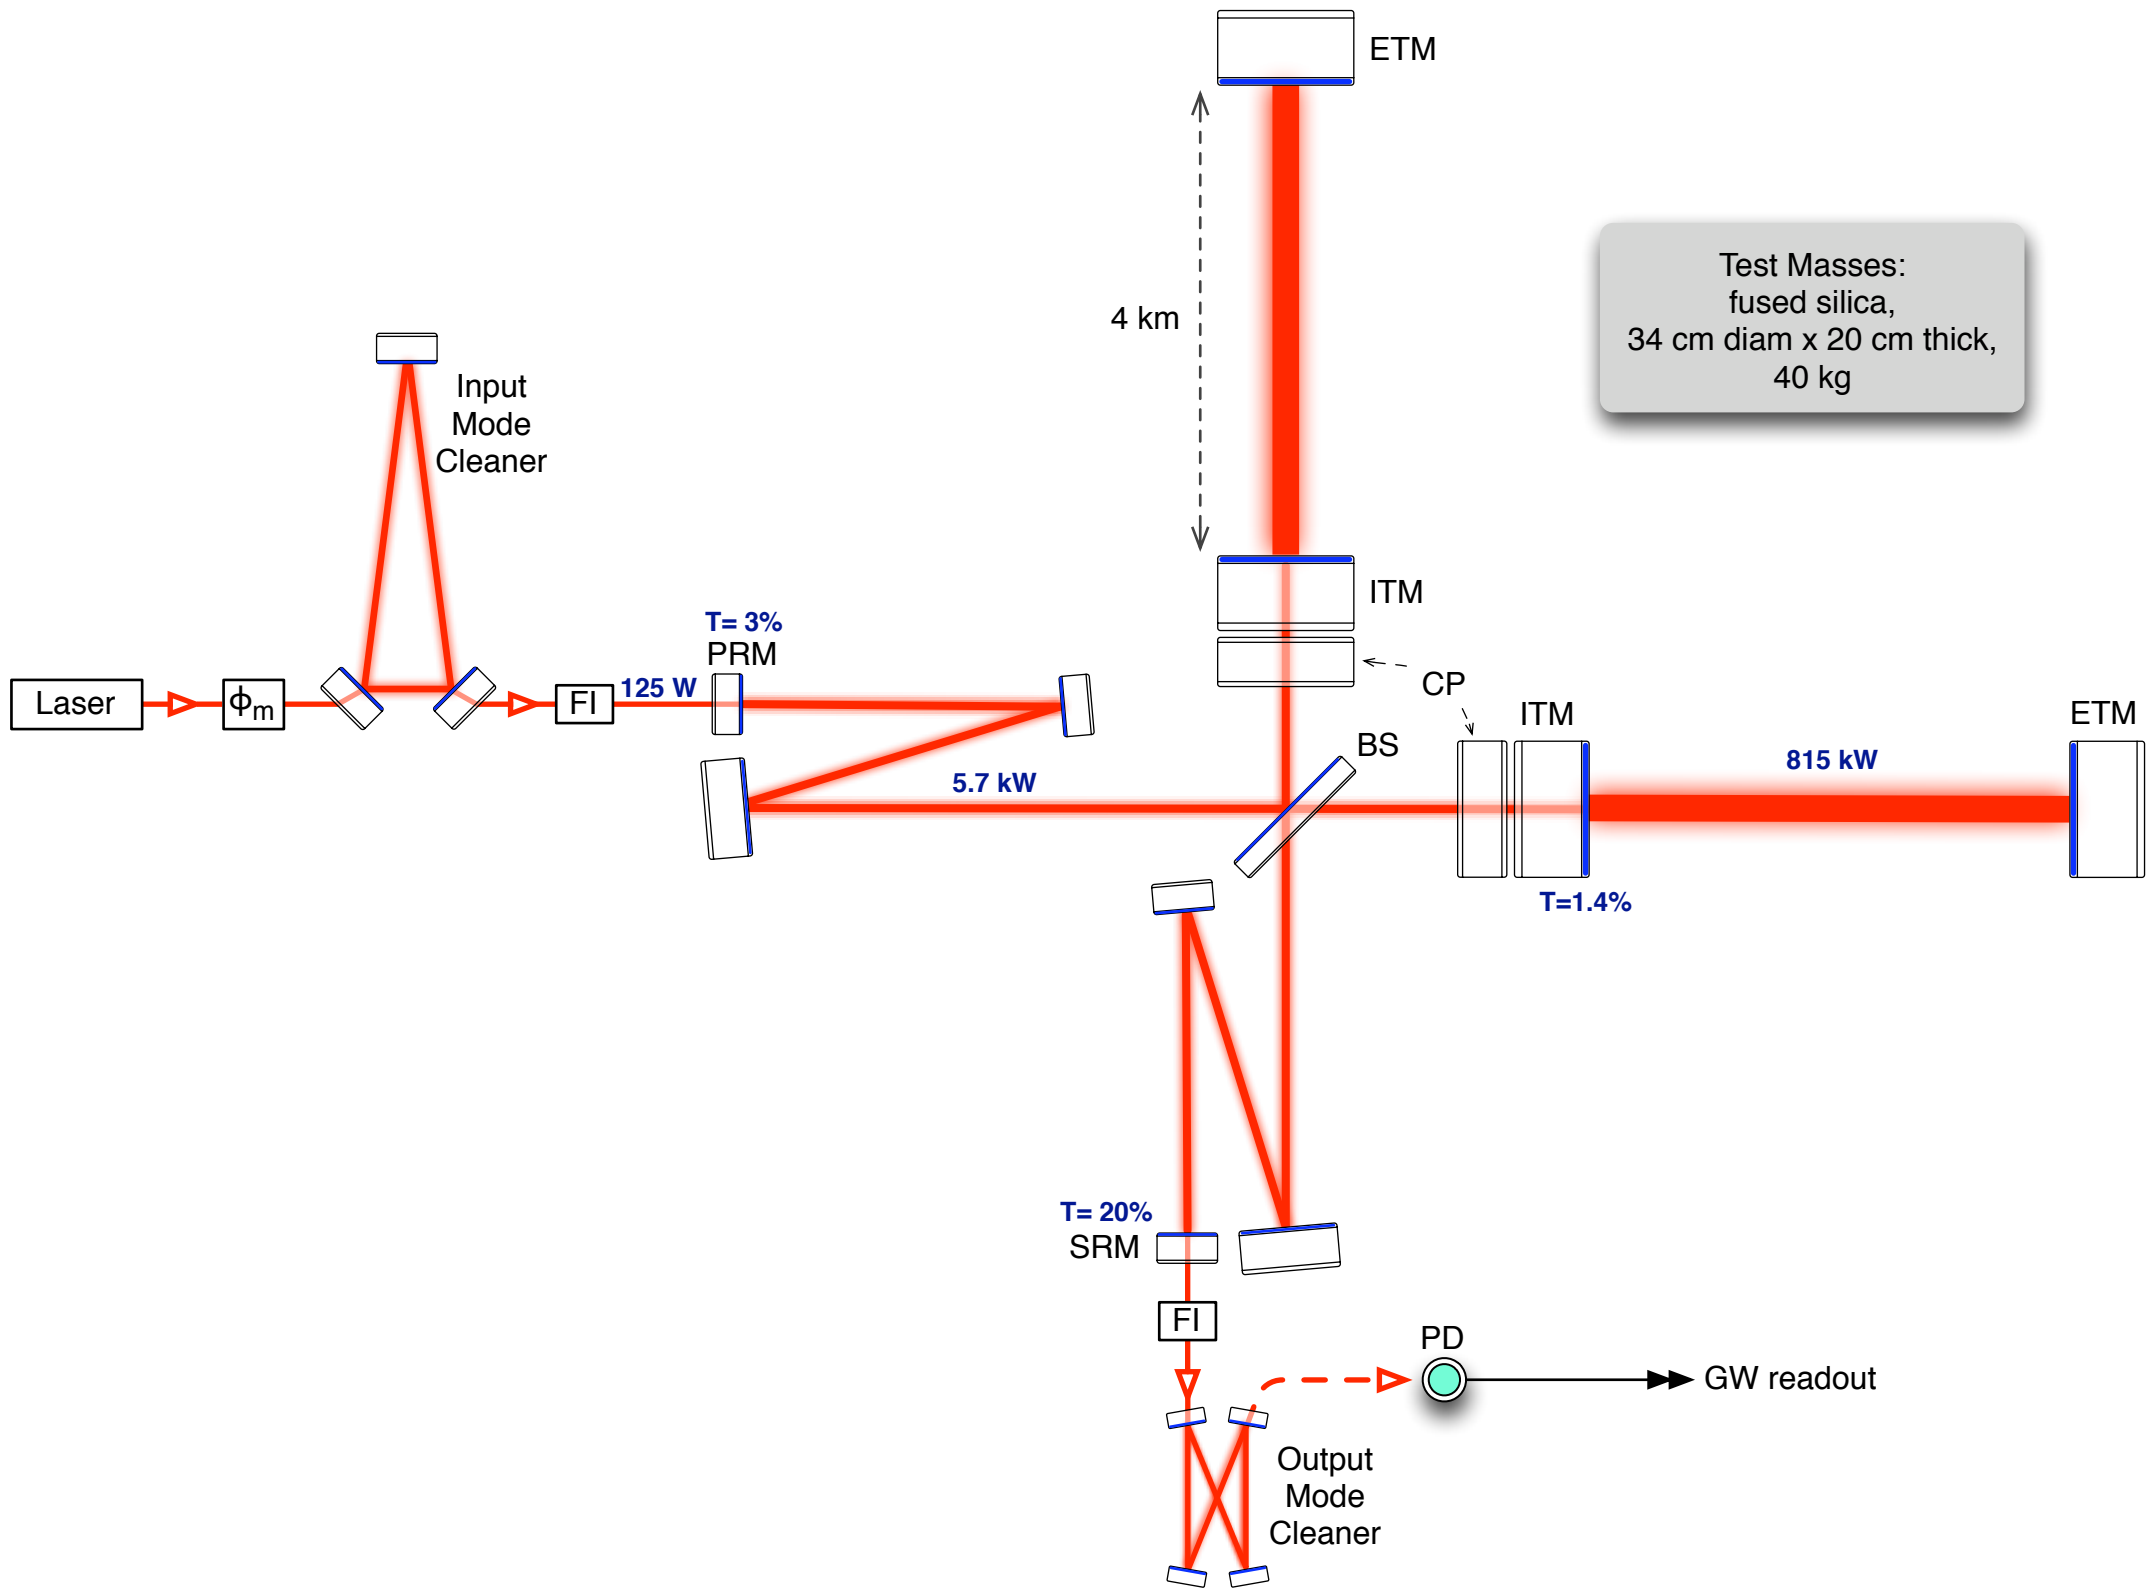 ETM
4 km
Test Masses:
fused silica,
34 cm diam x 20 cm thick,
40 kg
Input
Mode
Cleaner
ITM
T= 3%
PRM
CP
Laser
ϕm
FI
125 W
ITM
ETM
BS
5.7 kW
815 kW
T=1.4%
T= 20%
SRM
FI
PD
GW readout
Output
Mode
Cleaner